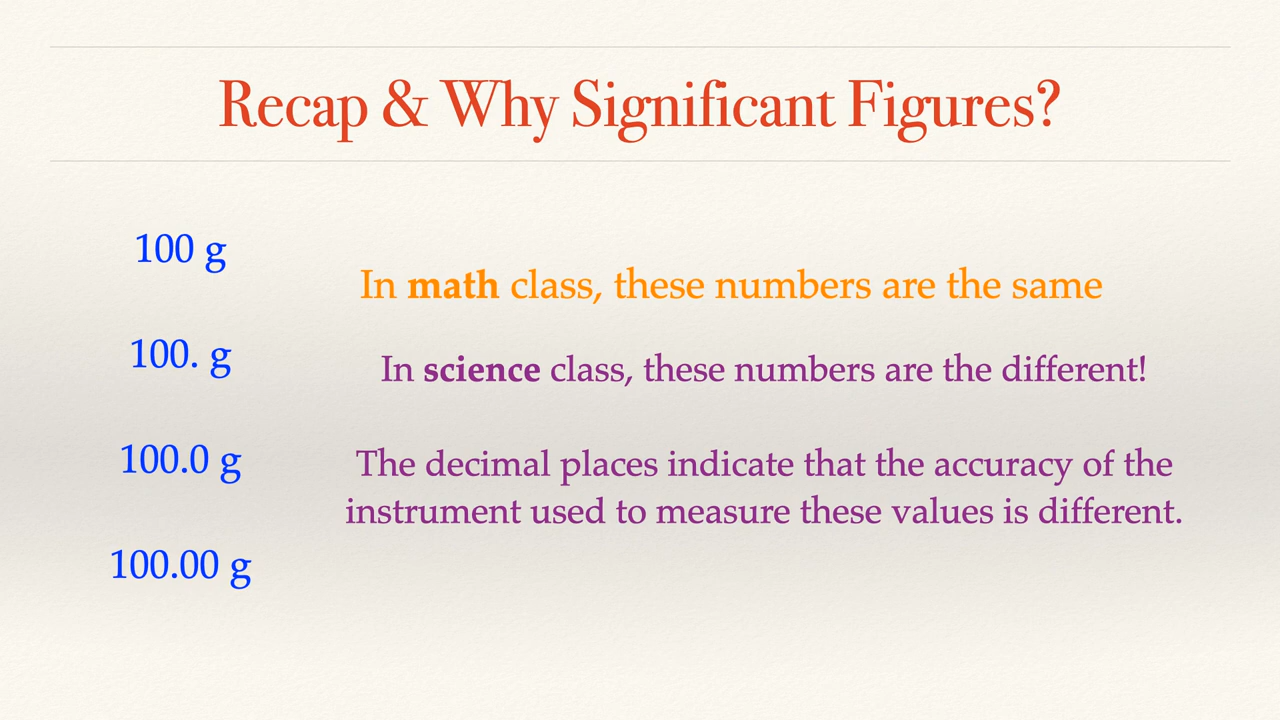 Recap & Why Significant Figures?
100 g
In math class, these numbers are the same
100. g
In science class, these numbers are the different!
100.0 g
The decimal places indicate that the accuracy of the
instrument used to measure these values is different.
100.00 g